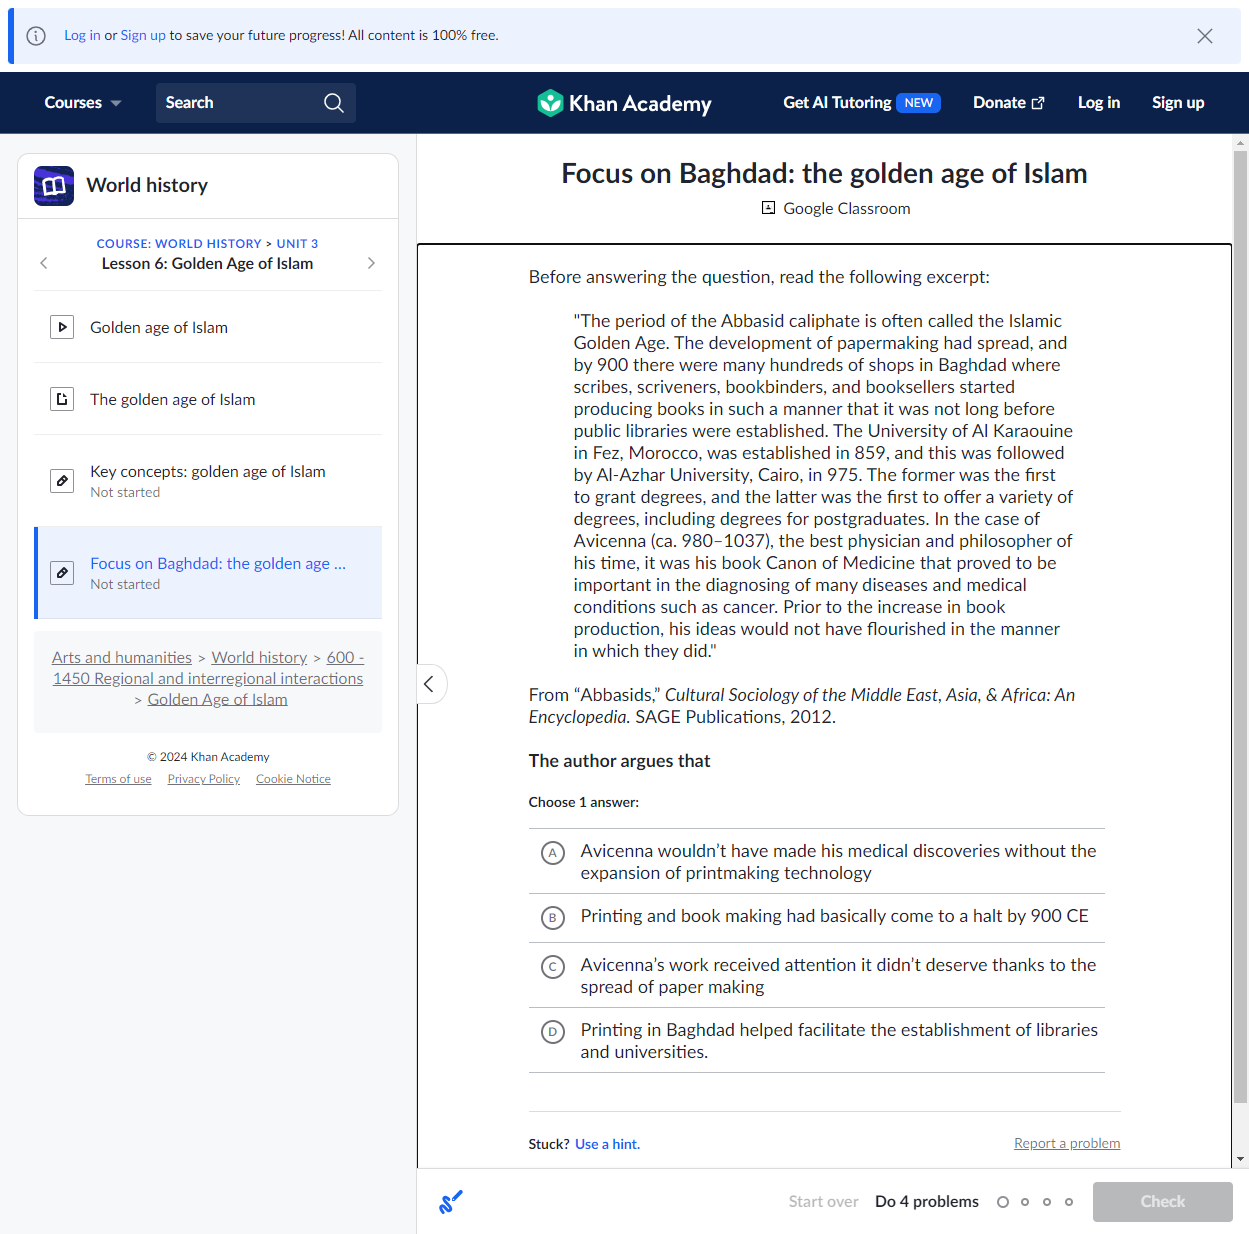 Log in or Sign up to save your future progress! All content is 100% free.
Courses
Search
Khan Academy
Get AI Tutoring NEW
Donate
Log in
Sign up
World history
COURSE: WORLD HISTORY > UNIT 3
Lesson 6: Golden Age of Islam
Golden age of Islam
The golden age of Islam
Key concepts: golden age of Islam
Not started
Focus on Baghdad: the golden age ...
Not started
Arts and humanities > World history > 600 -
1450 Regional and interregional interactions
> Golden Age of Islam
© 2024 Khan Academy
Terms of use Privacy Policy Cookie Notice
Focus on Baghdad: the golden age of Islam
Google Classroom
Before answering the question, read the following excerpt:
"The period of the Abbasid caliphate is often called the Islamic
Golden Age. The development of papermaking had spread, and
by 900 there were many hundreds of shops in Baghdad where
scribes, scriveners, bookbinders, and booksellers started
producing books in such a manner that it was not long before
public libraries were established. The University of Al Karaouine
in Fez, Morocco, was established in 859, and this was followed
by Al-Azhar University, Cairo, in 975. The former was the first
to grant degrees, and the latter was the first to offer a variety of
degrees, including degrees for postgraduates. In the case of
Avicenna (ca. 980–1037), the best physician and philosopher of
his time, it was his book Canon of Medicine that proved to be
important in the diagnosing of many diseases and medical
conditions such as cancer. Prior to the increase in book
production, his ideas would not have flourished in the manner
in which they did."
From “Abbasids,” Cultural Sociology of the Middle East, Asia, & Africa: An
Encyclopedia. SAGE Publications, 2012.
The author argues that
Choose 1 answer:
A Avicenna wouldn’t have made his medical discoveries without the
expansion of printmaking technology
B Printing and book making had basically come to a halt by 900 CE
C Avicenna’s work received attention it didn’t deserve thanks to the
spread of paper making
D Printing in Baghdad helped facilitate the establishment of libraries
and universities.
Stuck? Use a hint.
Report a problem
Start over
Do 4 problems
Check